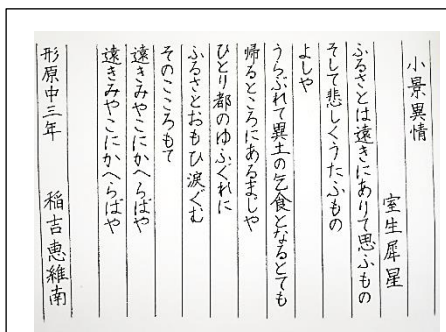 小景異情
室生犀星
ふるさとは遠きにありて思ふもの
そして悲しくうたふもの
よしや
うらぶれて異土の乞食となるとても
帰るところにあるまじや
ひとり都のゆふぐれに
ふるさとおもひ涙ぐむ
そのこころもて
遠きみやこにかへらばや
遠きみやこにかへらばや
形原中三年 稲吉恵維南